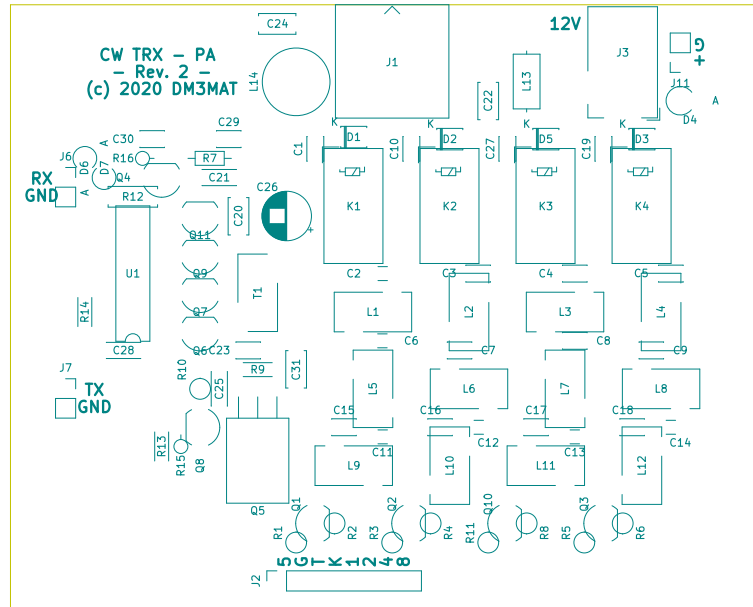 C24
12V
CW TRX - PA
- Rev. 2 -
(c) 2020 DM3MAT
L14
J1
J3
G
+
L13
J11
C22
A
D4
K
K
K
K
C30
C29
D1
D2
D5
D3
C1
C10
C27
C19
A
J6
D6
D7
R16
R7
Q4
C21
RX
GND
A
R12
C26
C20
+
K1
K2
K3
K4
Q11
U1
Q9
C2
C3
C4
C5
T1
R14
Q7
L1
L2
L3
L4
C28
Q6
C23
C6
C7
C8
C9
J7
R10
R9
C31
C25
L5
L6
L7
L8
TX
GND
C15
C16
C17
C18
R13
R15
Q8
C11
C12
C13
C14
L9
L10
L11
L12
Q5
Q1
Q2
Q10
Q3
R1
R2
R3
R4
R11
R8
R5
R6
5
G
T
K
1
2
4
8
J2